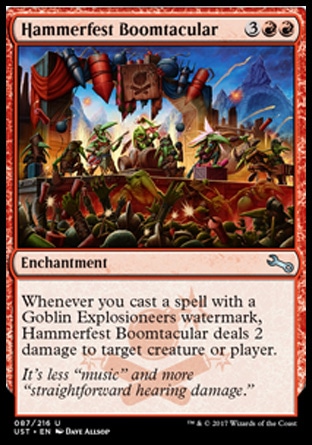 Hammerfest Boomtacular 3
Enchantment
Whenever you cast a spell with a
Goblin Explosioneers watermark,
Hammerfest Boomtacular deals 2
damage to target creature or player.
It's less “music” and more
“straightforward hearing damage.”
087/216 U
UST • EN Dave Allsop
™ & © 2017 Wizards of the Coast